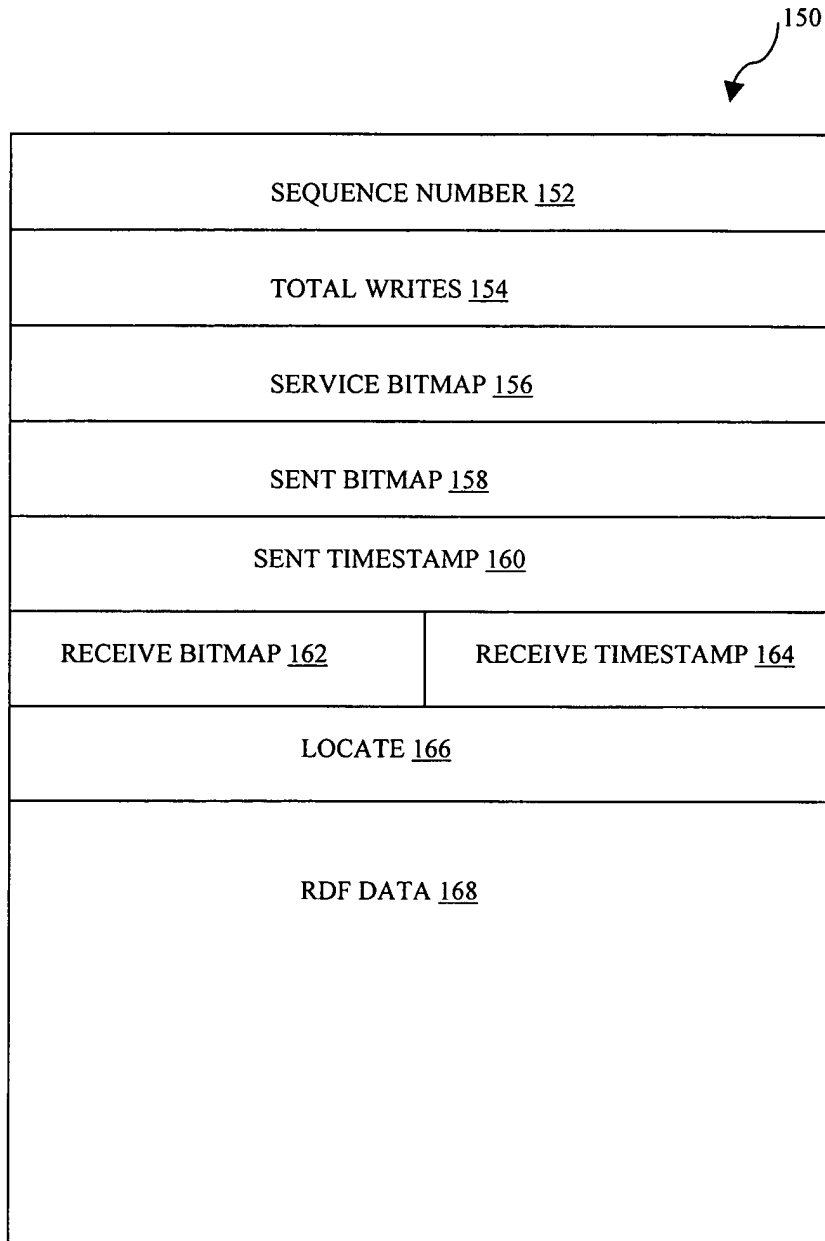 150
SEQUENCE NUMBER 152
TOTAL WRITES 154
SERVICE BITMAP 156
SENT BITMAP 158
SENT TIMESTAMP 160
RECEIVE BITMAP 162
RECEIVE TIMESTAMP 164
LOCATE 166
RDF DATA 168